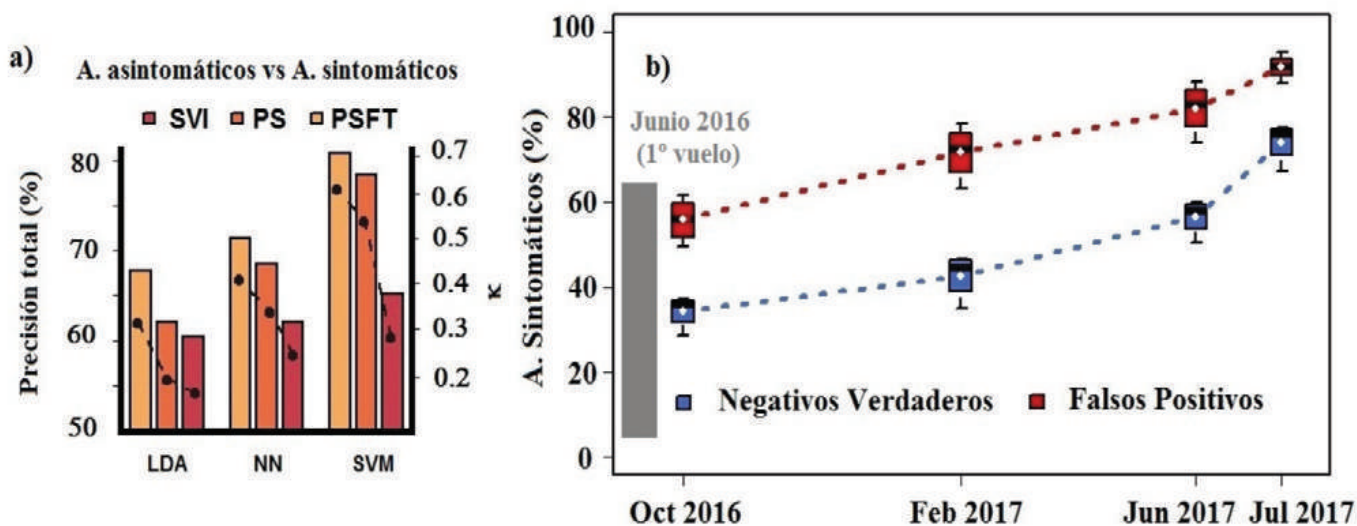 a)
A. asintomáticos vs A. sintomáticos
SVI PS PSFT
Precisión total (%)
80
70
60
50
0.7
0.6
0.5
0.4
0.3
0.2
κ
LDA NN SVM
b)
A. Sintomáticos (%)
100
80
60
40
20
0
Junio 2016
(1º vuelo)
Negativos Verdaderos Falsos Positivos
Oct 2016 Feb 2017 Jun 2017 Jul 2017